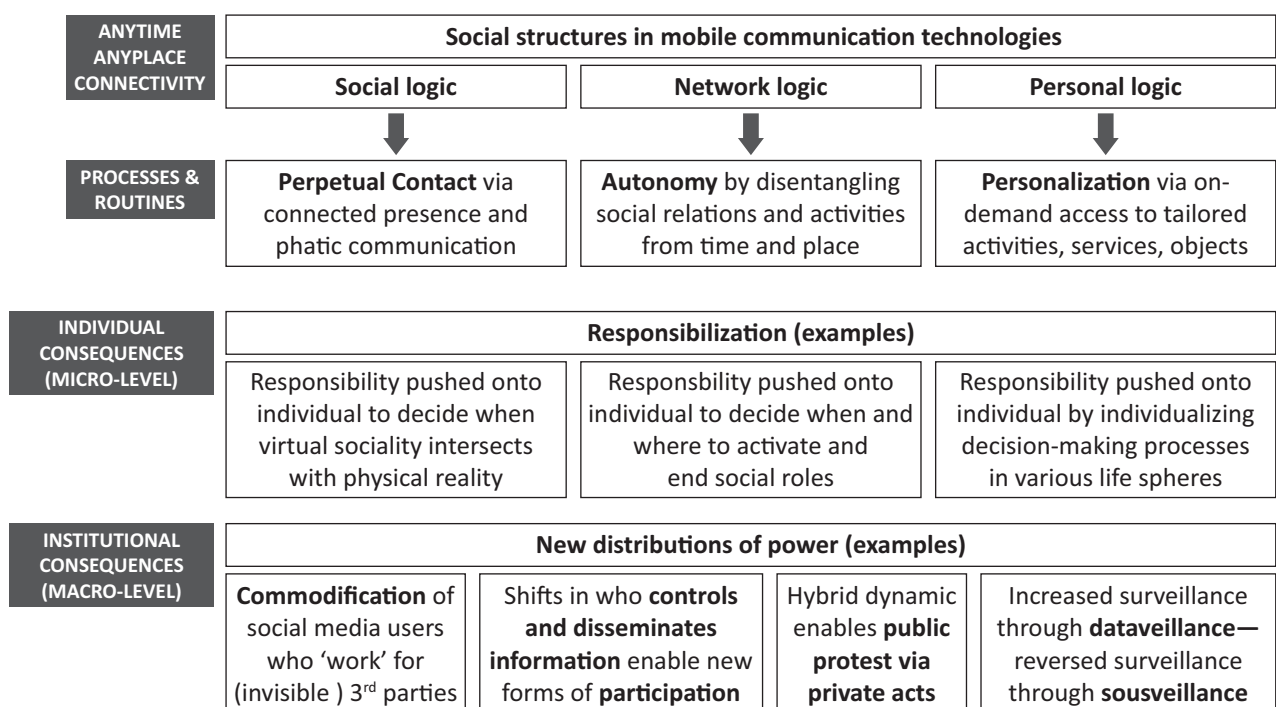 ANYTIME
ANYPLACE
CONNECTIVITY
Social structures in mobile communication technologies
Social logic
Network logic
Personal logic
PROCESSES &
ROUTINES
Perpetual Contact via
connected presence and
phatic communication
Autonomy by disentangling
social relations and activities
from time and place
Personalization via on-
demand access to tailored
activities, services, objects
INDIVIDUAL
CONSEQUENCES
(MICRO-LEVEL)
Responsibilization (examples)
Responsibility pushed onto
individual to decide when
virtual sociality intersects
with physical reality
Responsbility pushed onto
individual to decide when and
where to activate and
end social roles
Responsibility pushed onto
individual by individualizing
decision-making processes
in various life spheres
INSTITUTIONAL
CONSEQUENCES
(MACRO-LEVEL)
New distributions of power (examples)
Commodification of
social media users
who ‘work’ for
(invisible ) 3rd parties
Shifts in who controls
and disseminates
information enable new
forms of participation
Hybrid dynamic
enables public
protest via
private acts
Increased surveillance
through dataveillance—
reversed surveillance
through sousveillance